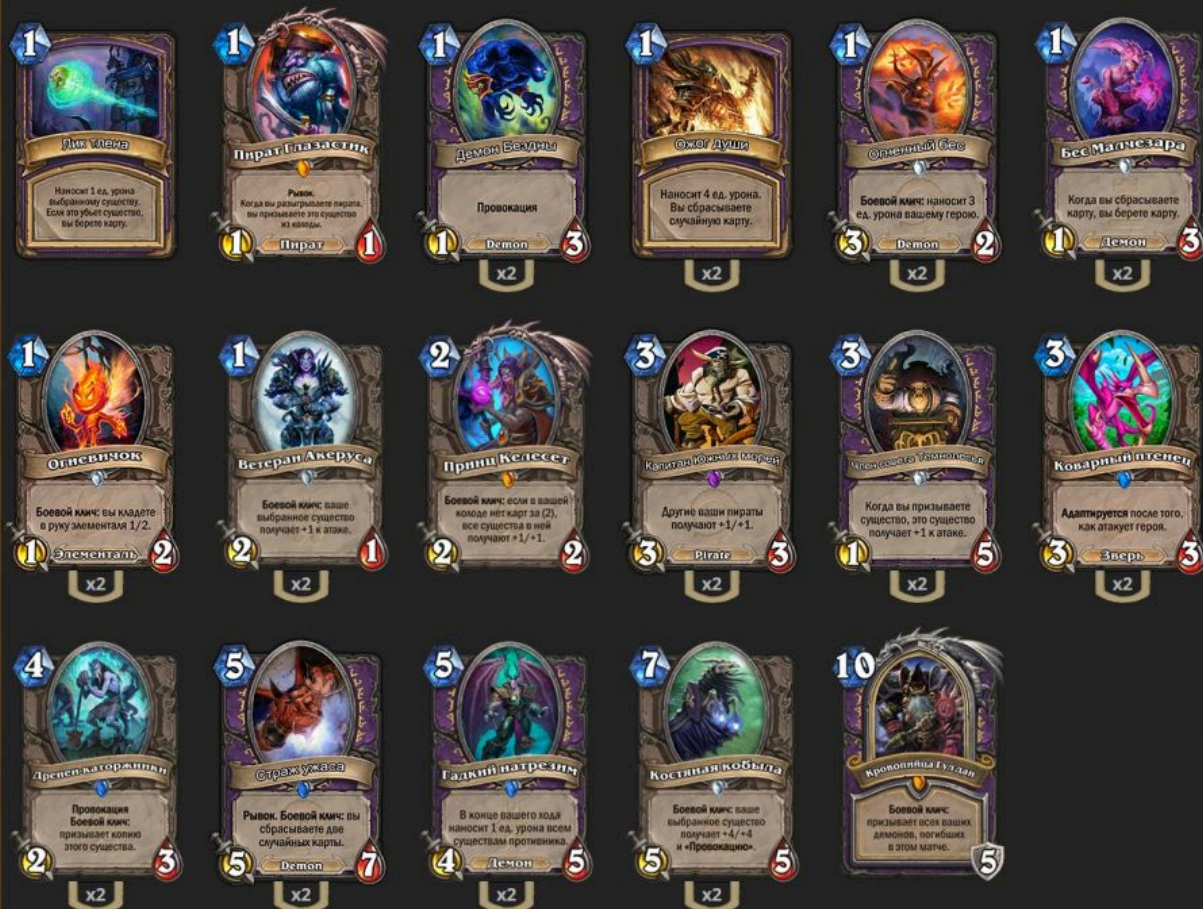 1
Лик тлена
Наносит 1 ед. урона
выбранному существу.
Если это убьет существо,
вы берете карту.
1
Пират Глазастик
Рывок.
Когда вы разыгрываете пирата,
вы призываете это существо
из колоды.
1
Пират
1
1
Демон Бездны
Провокация
1
Demon
3
x2
1
Ожог души
Наносит 4 ед. урона.
Вы сбрасываете
случайную карту.
x2
1
Огненный бес
Боевой клич: наносит 3
ед. урона вашему герою.
3
Demon
2
x2
1
Бес Малчезара
Когда вы сбрасываете
карту, вы берете карту.
1
Демон
3
x2
1
Огневичок
Боевой клич: вы кладете
в руку элементаля 1/2.
1
Элементаль
2
x2
1
Ветеран Акеруса
Боевой клич: ваше
выбранное существо
получает +1 к атаке.
2
1
x2
2
Принц Келесет
Боевой клич: если в вашей
колоде нет карт за (2),
все существа в ней
получают +1/+1.
2
2
3
Капитан Южных морей
Другие ваши пираты
получают +1/+1.
3
Pirate
3
x2
3
Член совета Темнолесья
Когда вы призываете
существо, это существо
получает +1 к атаке.
1
5
x2
3
Коварный птенец
Адаптируется после того,
как атакует героя.
3
Зверь
3
x2
4
Дренеи-каторжники
Провокация
Боевой клич:
призывает копию
этого существа.
2
3
x2
5
Страж ужаса
Рывок. Боевой клич: вы
сбрасываете две
случайных карты.
5
Demon
7
x2
5
Гадкий натрезим
В конце вашего хода
наносит 1 ед. урона всем
существам противника.
4
Демон
5
x2
7
Костяная кобыла
Боевой клич: ваше
выбранное существо
получает +4/+4
и «Провокацию».
5
5
x2
10
Кровопийца Гул'дан
Боевой клич:
призывает всех ваших
демонов, погибших
в этом матче.
5